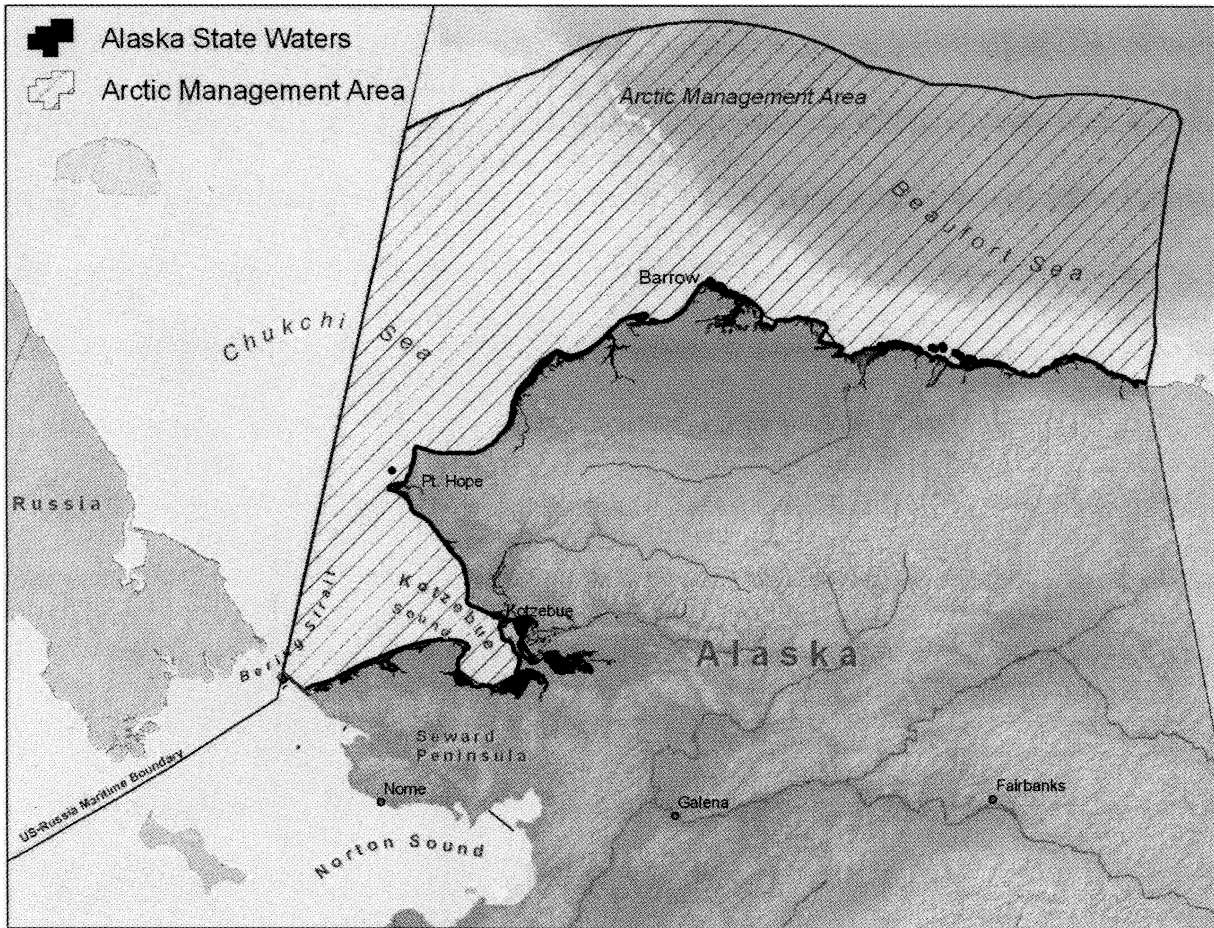 Alaska State Waters
Arctic Management Area
Arctic Management Area
Beaufort Sea
Barrow
Chukchi Sea
Pt. Hope
Russia
Kotzebue
Sound
Kotzebue
Bering Strait
Alaska
Seward
Peninsula
US-Russia Maritime Boundary
Nome
Galena
Fairbanks
Norton Sound